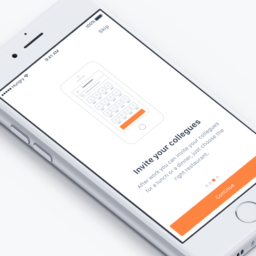 Hungry
9:41 AM
100%
Skip
Invite your collegues
After work you can invite your collegues
for a lunch or a dinner, just choose the
right restaurant.
Continue